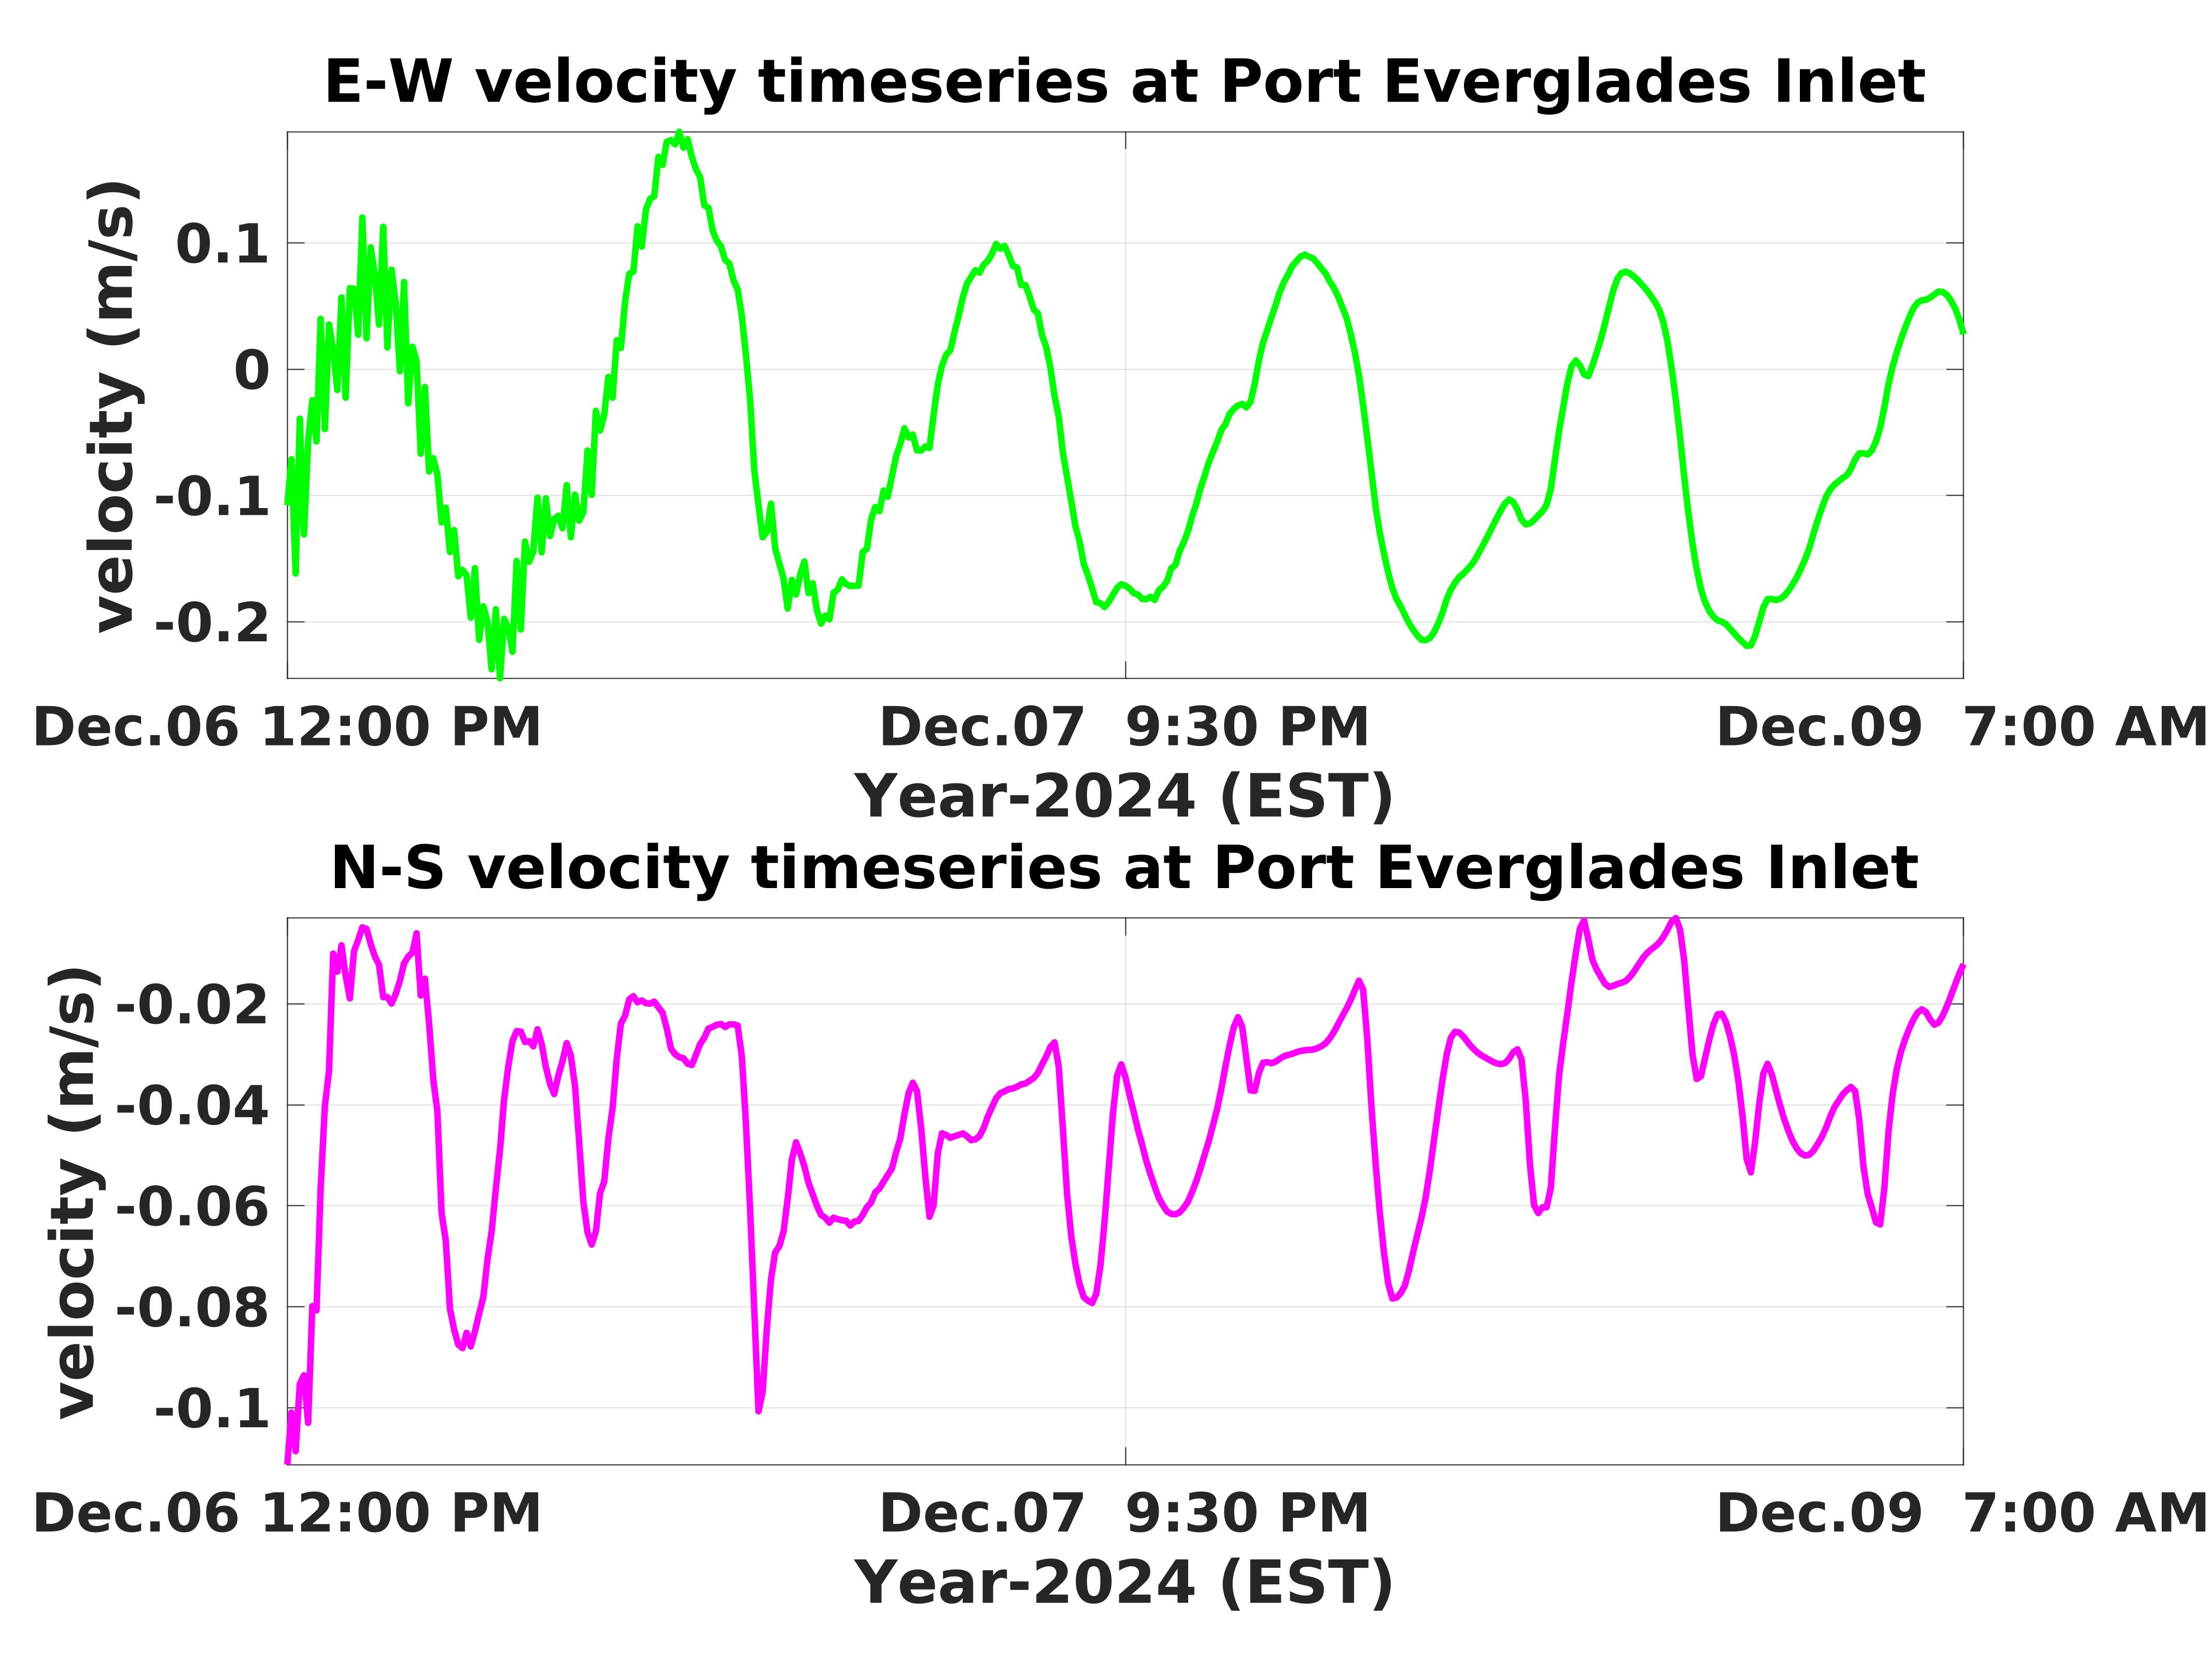 E-W velocity timeseries at Port Everglades Inlet
velocity (m/s)
0.1
0
-0.1
-0.2
Dec.06 12:00 PM Dec.07 9:30 PM Dec.09 7:00 AM
Year-2024 (EST)
N-S velocity timeseries at Port Everglades Inlet
velocity (m/s)
-0.02
-0.04
-0.06
-0.08
-0.1
Dec.06 12:00 PM Dec.07 9:30 PM Dec.09 7:00 AM
Year-2024 (EST)